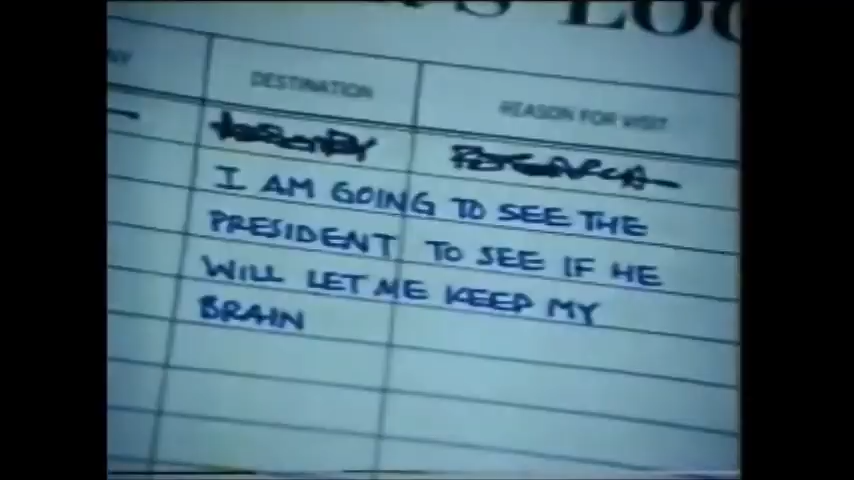 LOG
DESTINATION REASON FOR VISIT
I AM GOING TO SEE THE
PRESIDENT TO SEE IF HE
WILL LET ME KEEP MY
BRAIN